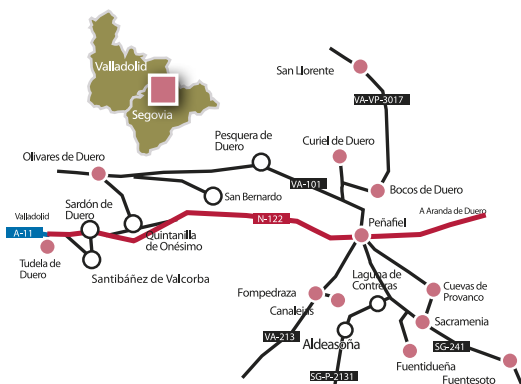 Valladolid
Segovia
San Llorente
VA-VP-3017
Pesquera de
Duero
Curiel de Duero
Olivares de Duero
VA-101
San Bernardo
Bocos de Duero
Sardón de
Duero
Valladolid
A-11
N-122
A Aranda de Duero
Quintanilla
de Onésimo
Peñafiel
Tudela de
Duero
Santibáñez de Valcorba
Laguna de
Contreras
Cuevas de
Provanco
Fompedraza
Canalejas
Sacramenia
VA-213
Aldeasoña
SG-241
Fuentidueña
SG-P-2131
Fuentesoto